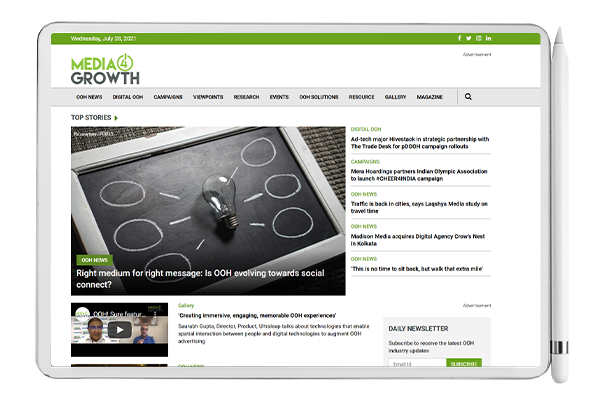 Wednesday, July 28, 2021
Advertisement
MEDIA 4
GROWTH
OOH NEWS DIGITAL OOH CAMPAIGNS VIEWPOINTS RESEARCH EVENTS OOH SOLUTIONS RESOURCE GALLERY MAGAZINE
TOP STORIES
OOH NEWS
Right medium for right message: Is OOH evolving towards social
connect?
DIGITAL OOH
Ad-tech major Hivestack in strategic partnership with
The Trade Desk for pDOOH campaign rollouts
CAMPAIGNS
Mera Hoardings partners Indian Olympic Association
to launch #CHEER4INDIA campaign
OOH NEWS
Traffic is back in cities, says Laqshya Media study on
travel time
OOH NEWS
Madison Media acquires Digital Agency Crow's Nest
in Kolkata
OOH NEWS
'This is no time to sit back, but walk that extra mile'
OOH! Sure featur...
Gallery
'Creating immersive, engaging, memorable OOH experiences'
Saurabh Gupta, Director, Product, Ultraleap talks about technologies that enable
spatial interaction between people and digital technologies to augment OOH
advertising
OOH NEWS
Advertisement
DAILY NEWSLETTER
Subscribe to receive the latest OOH
industry updates
Email Id
SUBSCRIBE